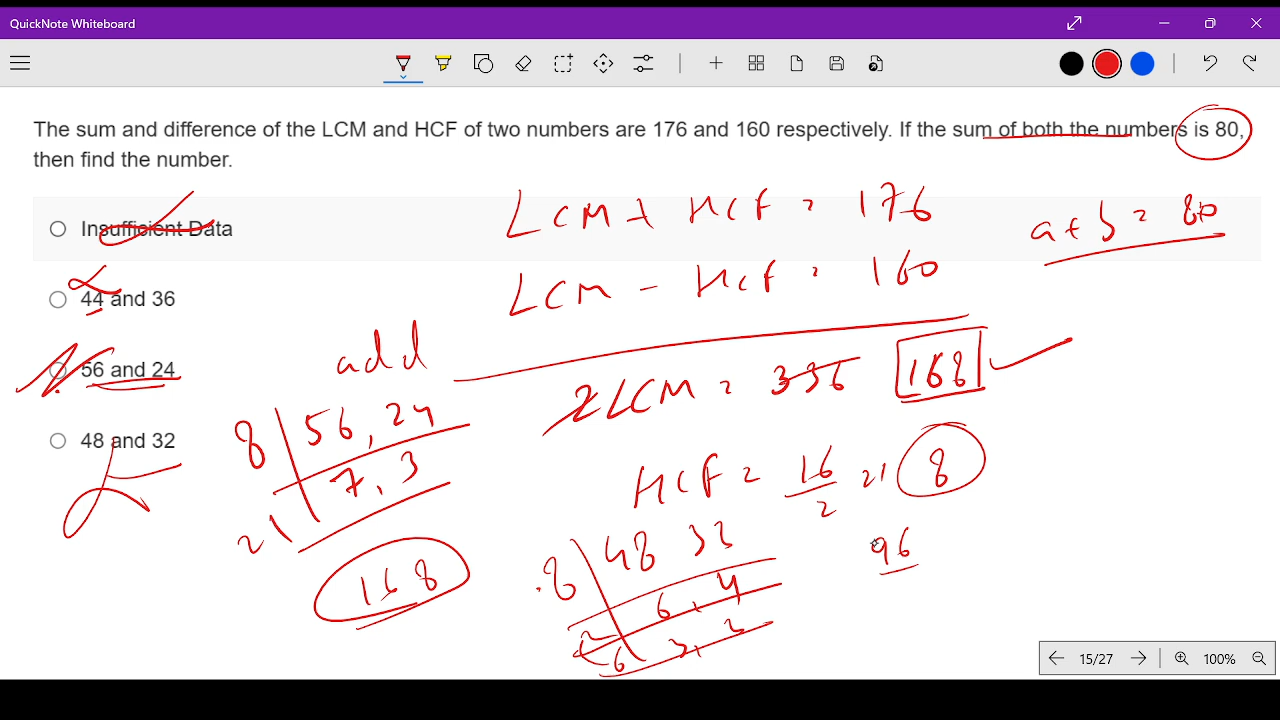 QuickNote Whiteboard
The sum and difference of the LCM and HCF of two numbers are 176 and 160 respectively. If the sum of both the numbers is 80,
then find the number.
Insufficient Data
44 and 36
56 and 24
48 and 32
LCM + HCF = 176
a + b = 80
LCM - HCF = 160
add
2LCM = 336 168
8 56, 24
7, 3
21
168
HCF = 16/2 = 8
96
8 48 32
2 6, 4
6 3, 2
15/27
100%